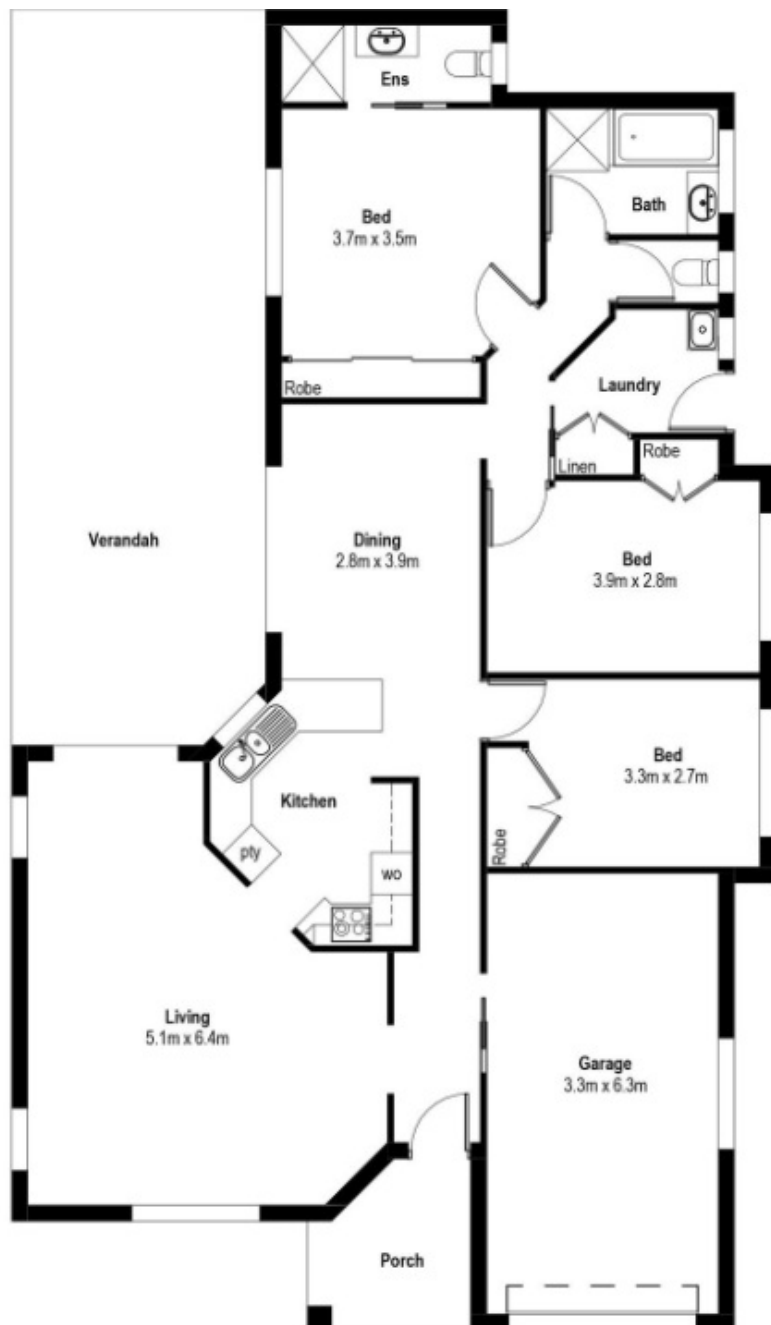 Ens
Bed
3.7m x 3.5m
Bath
Robe
Laundry
Linen
Robe
Verandah
Dining
2.8m x 3.9m
Bed
3.9m x 2.8m
Bed
3.3m x 2.7m
Robe
Kitchen
pty
wo
Living
5.1m x 6.4m
Garage
3.3m x 6.3m
Porch